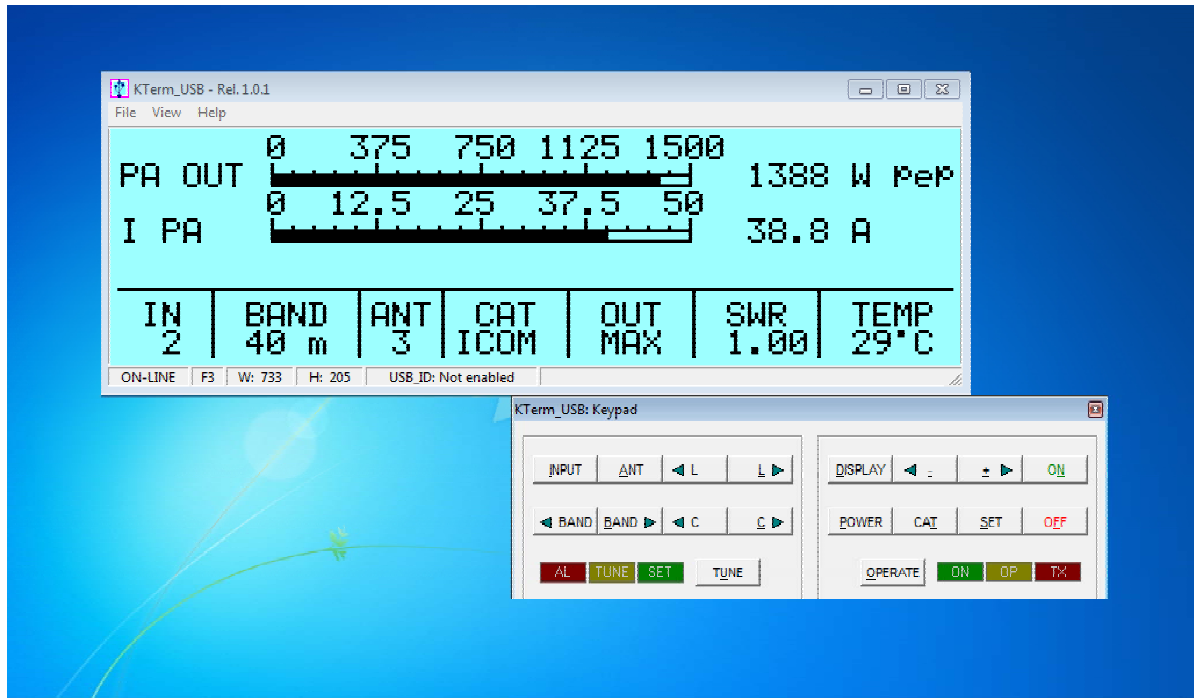 KTerm_USB - Rel. 1.0.1
File View Help
0 375 750 1125 1500
PA OUT 1388 W pep
0 12.5 25 37.5 50
I PA 38.8 A
IN BAND ANT CAT OUT SWR TEMP
2 40 m 3 ICOM MAX 1.00 29°C
ON-LINE F3 W: 733 H: 205 USB_ID: Not enabled
KTerm_USB: Keypad
INPUT ANT L L DISPLAY - + ON
BAND BAND C C POWER CAT SET OFF
AL TUNE SET TUNE OPERATE ON OP TX